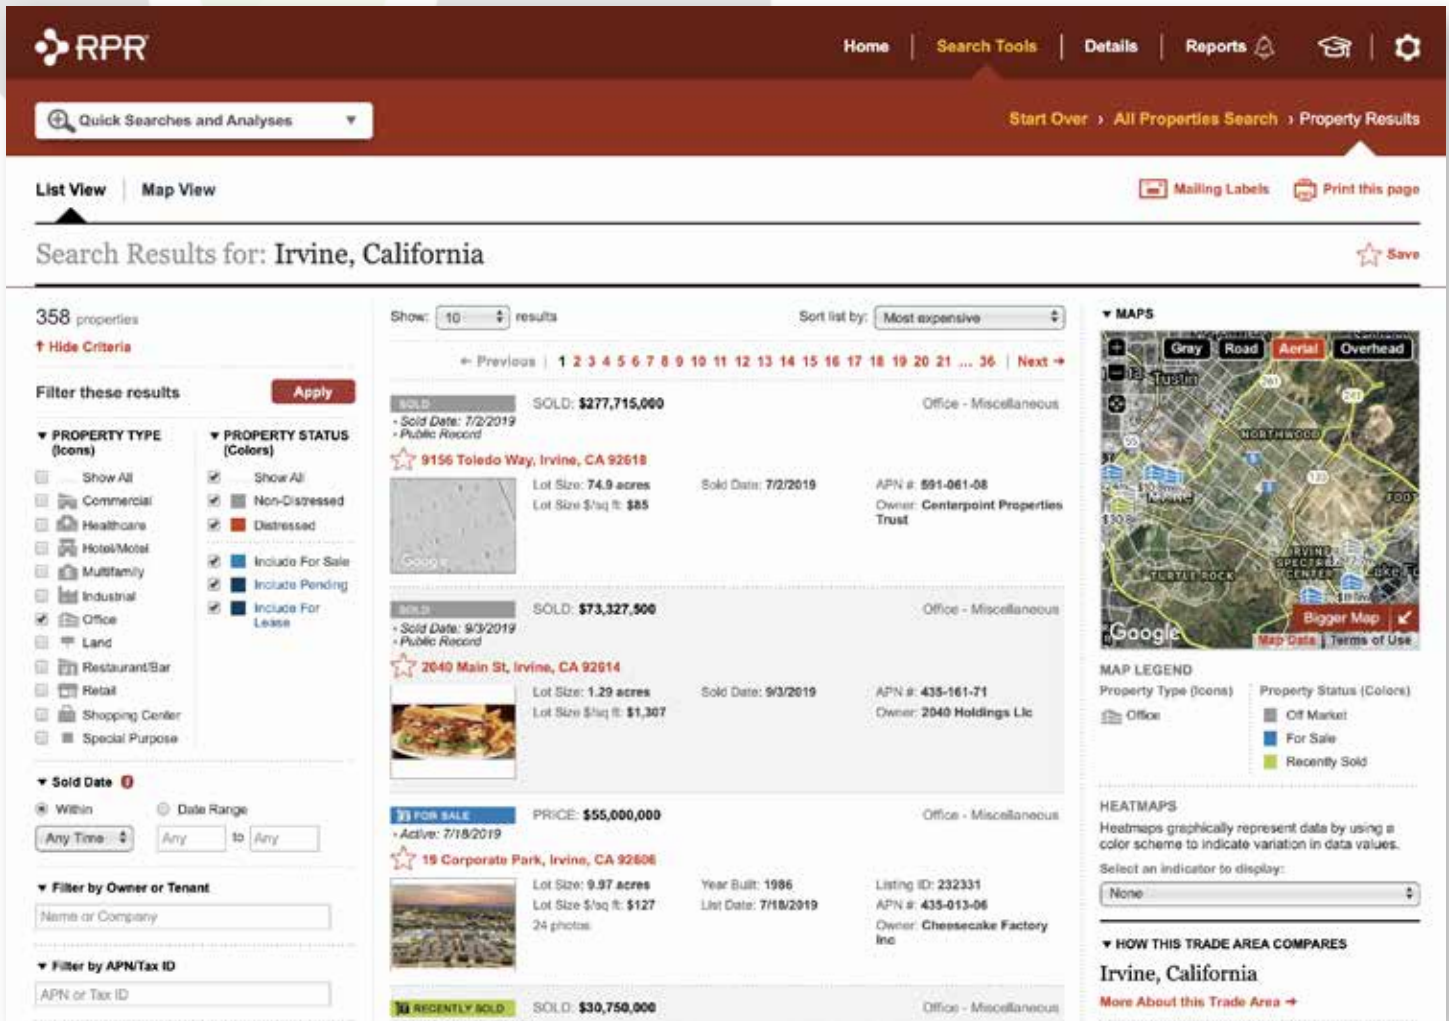 RPR
Home | Search Tools | Details | Reports
Quick Searches and Analyses
Start Over › All Properties Search › Property Results
List View | Map View
Mailing Labels
Print this page
Search Results for: Irvine, California
Save
358 properties
Hide Criteria
Filter these results
Apply
PROPERTY TYPE
(Icons)
Show All
Commercial
Healthcare
Hotel/Motel
Multifamily
Industrial
Office
Land
Restaurant/Bar
Retail
Shopping Center
Special Purpose
PROPERTY STATUS
(Colors)
Show All
Non-Distressed
Distressed
Include For Sale
Include Pending
Include For
Lease
Sold Date
Within
Date Range
Any Time
Any to Any
Filter by Owner or Tenant
Name or Company
Filter by APN/Tax ID
APN or Tax ID
Show: 10 results
Sort list by: Most expensive
← Previous | 1 2 3 4 5 6 7 8 9 10 11 12 13 14 15 16 17 18 19 20 21 ... 36 | Next →
SOLD
SOLD: $277,715,000
Office - Miscellaneous
- Sold Date: 7/2/2019
- Public Record
9156 Toledo Way, Irvine, CA 92618
Lot Size: 74.9 acres
Sold Date: 7/2/2019
APN #: 591-061-08
Lot Size $/sq ft: $85
Owner: Centerpoint Properties
Trust
Google
SOLD
SOLD: $73,327,500
Office - Miscellaneous
- Sold Date: 9/3/2019
- Public Record
2040 Main St, Irvine, CA 92614
Lot Size: 1.29 acres
Sold Date: 9/3/2019
APN #: 435-161-71
Lot Size $/sq ft: $1,307
Owner: 2040 Holdings Llc
FOR SALE
PRICE: $55,000,000
Office - Miscellaneous
- Active: 7/18/2019
19 Corporate Park, Irvine, CA 92606
Lot Size: 9.97 acres
Year Built: 1986
Listing ID: 232331
Lot Size $/sq ft: $127
List Date: 7/18/2019
APN #: 435-013-06
24 photos
Owner: Cheesecake Factory
Inc
RECENTLY SOLD
SOLD: $30,750,000
Office - Miscellaneous
MAPS
Gray
Road
Aerial
Overhead
Tustin
261
241
55
NORTHWOOD
5
133
Irvine
FOOT
IRVINE
SPECTRUM
CENTER
TURTLE ROCK
Bigger Map
Google
Map Data | Terms of Use
MAP LEGEND
Property Type (Icons)
Property Status (Colors)
Office
Off Market
For Sale
Recently Sold
HEATMAPS
Heatmaps graphically represent data by using a
color scheme to indicate variation in data values.
Select an indicator to display:
None
HOW THIS TRADE AREA COMPARES
Irvine, California
More About this Trade Area →